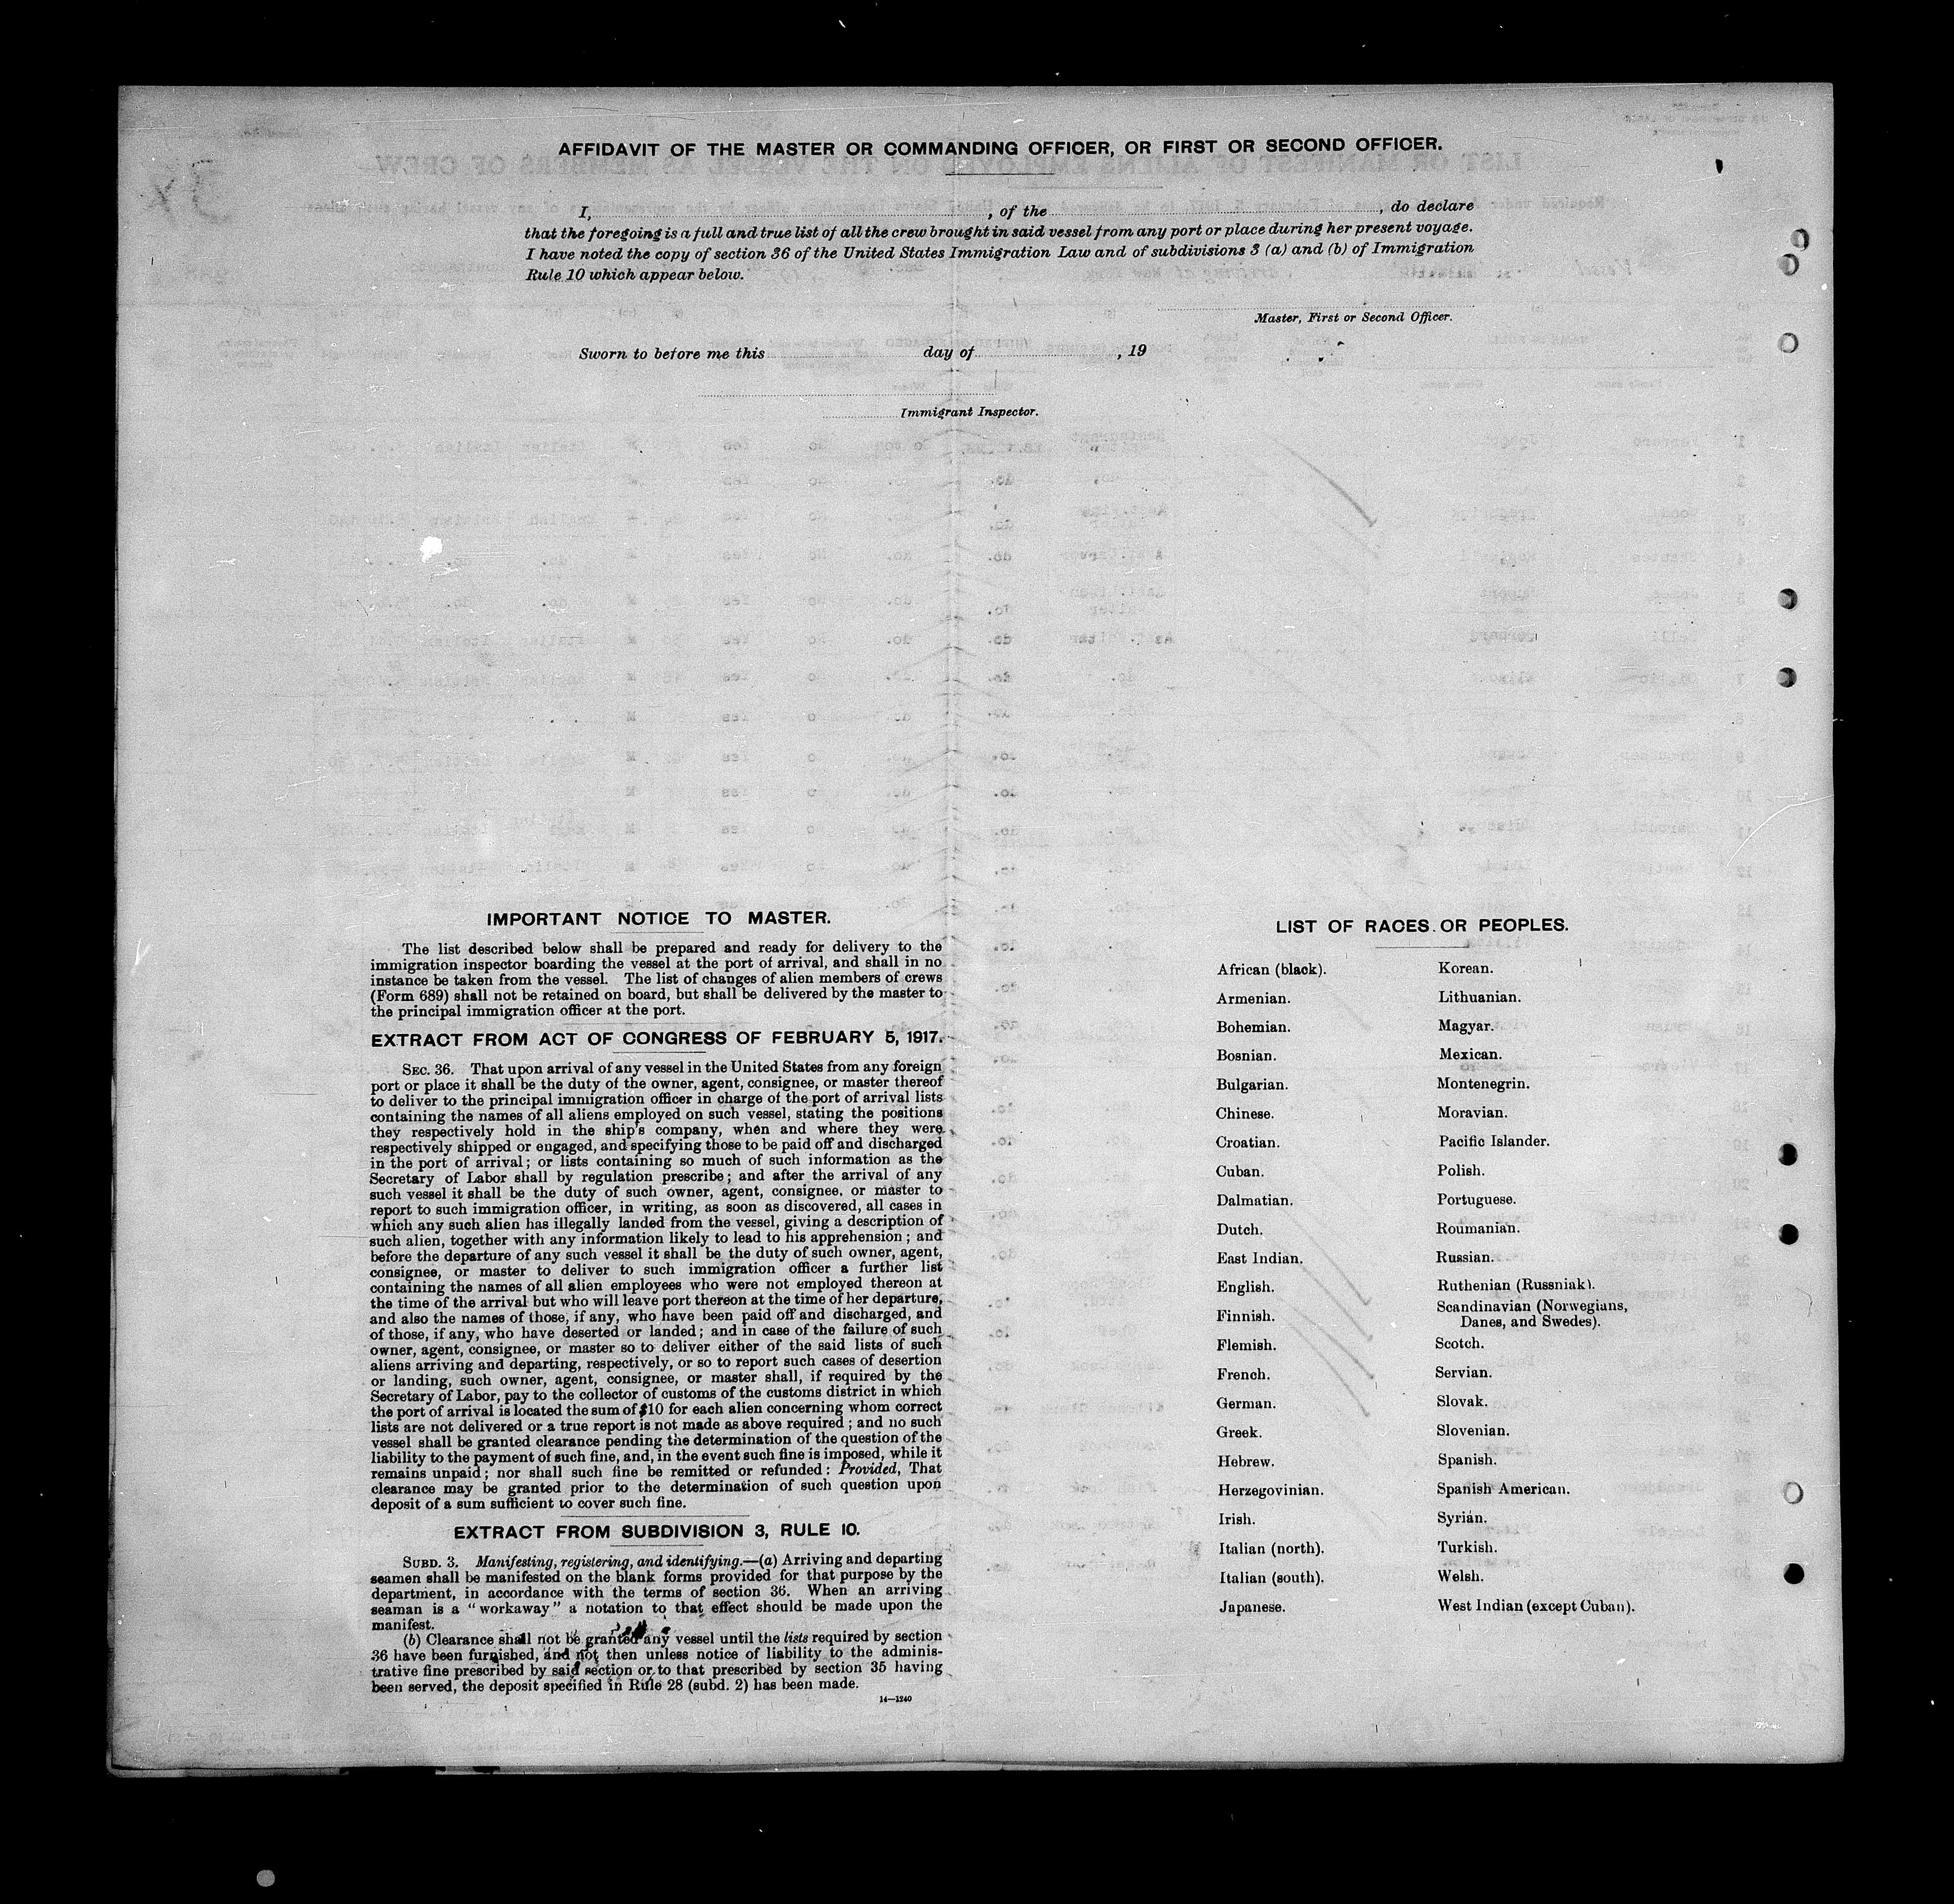 AFFIDAVIT OF THE MASTER OR COMMANDING OFFICER, OR FIRST OR SECOND OFFICER.
I, , of the , do declare
that the foregoing is a full and true list of all the crew brought in said vessel from any port or place during her present voyage.
I have noted the copy of section 36 of the United States Immigration Law and of subdivisions 3 (a) and (b) of Immigration
Rule 10 which appear below.
Master, First or Second Officer.
Sworn to before me this day of , 19
Immigrant Inspector.
IMPORTANT NOTICE TO MASTER.
The list described below shall be prepared and ready for delivery to the
immigration inspector boarding the vessel at the port of arrival, and shall in no
instance be taken from the vessel. The list of changes of alien members of crews
(Form 689) shall not be retained on board, but shall be delivered by the master to
the principal immigration officer at the port.
EXTRACT FROM ACT OF CONGRESS OF FEBRUARY 5, 1917.
SEC. 36. That upon arrival of any vessel in the United States from any foreign
port or place it shall be the duty of the owner, agent, consignee, or master thereof
to deliver to the principal immigration officer in charge of the port of arrival lists
containing the names of all aliens employed on such vessel, stating the positions
they respectively hold in the ship's company, when and where they were
respectively shipped or engaged, and specifying those to be paid off and discharged
in the port of arrival; or lists containing so much of such information as the
Secretary of Labor shall by regulation prescribe; and after the arrival of any
such vessel it shall be the duty of such owner, agent, consignee, or master to
report to such immigration officer, in writing, as soon as discovered, all cases in
which any such alien has illegally landed from the vessel, giving a description of
such alien, together with any information likely to lead to his apprehension; and
before the departure of any such vessel it shall be the duty of such owner, agent,
consignee, or master to deliver to such immigration officer a further list
containing the names of all alien employees who were not employed thereon at
the time of the arrival but who will leave port thereon at the time of her departure,
and also the names of those, if any, who have been paid off and discharged, and
of those, if any, who have deserted or landed; and in case of the failure of such
owner, agent, consignee, or master so to deliver either of the said lists of such
aliens arriving and departing, respectively, or so to report such cases of desertion
or landing, such owner, agent, consignee, or master shall, if required by the
Secretary of Labor, pay to the collector of customs of the customs district in which
the port of arrival is located the sum of $10 for each alien concerning whom correct
lists are not delivered or a true report is not made as above required; and no such
vessel shall be granted clearance pending the determination of the question of the
liability to the payment of such fine, and, in the event such fine is imposed, while it
remains unpaid; nor shall such fine be remitted or refunded: Provided, That
clearance may be granted prior to the determination of such question upon
deposit of a sum sufficient to cover such fine.
EXTRACT FROM SUBDIVISION 3, RULE 10.
SUBD. 3. Manifesting, registering, and identifying.—(a) Arriving and departing
seamen shall be manifested on the blank forms provided for that purpose by the
department, in accordance with the terms of section 36. When an arriving
seaman is a "workaway" a notation to that effect should be made upon the
manifest.
(b) Clearance shall not be granted any vessel until the lists required by section
36 have been furnished, and not then unless notice of liability to the adminis-
trative fine prescribed by said section or to that prescribed by section 35 having
been served, the deposit specified in Rule 28 (subd. 2) has been made.
14—1240
LIST OF RACES OR PEOPLES.
African (black).
Armenian.
Bohemian.
Bosnian.
Bulgarian.
Chinese.
Croatian.
Cuban.
Dalmatian.
Dutch.
East Indian.
English.
Finnish.
Flemish.
French.
German.
Greek.
Hebrew.
Herzegovinian.
Irish.
Italian (north).
Italian (south).
Japanese.
Korean.
Lithuanian.
Magyar.
Mexican.
Montenegrin.
Moravian.
Pacific Islander.
Polish.
Portuguese.
Roumanian.
Russian.
Ruthenian (Russniak).
Scandinavian (Norwegians,
Danes, and Swedes).
Scotch.
Servian.
Slovak.
Slovenian.
Spanish.
Spanish American.
Syrian.
Turkish.
Welsh.
West Indian (except Cuban).